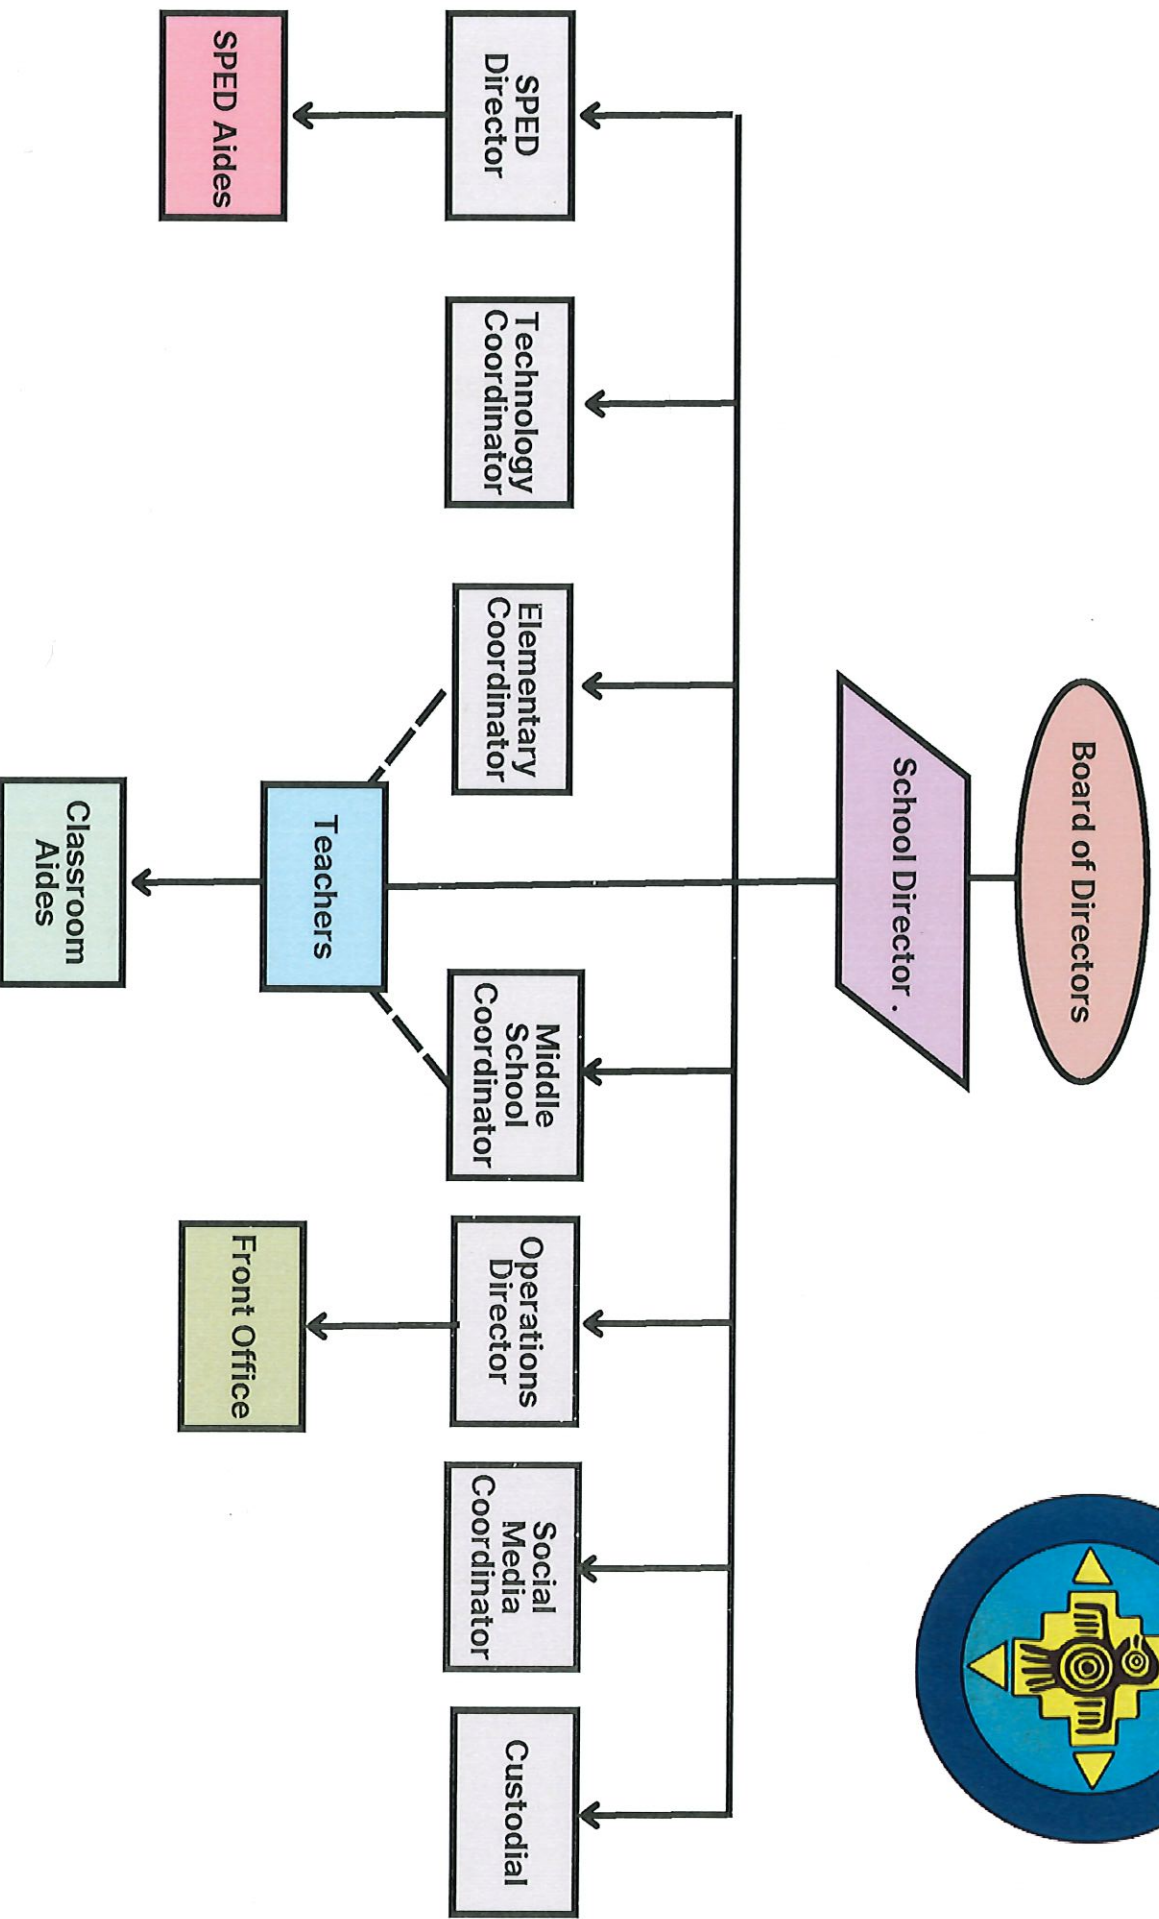 Board of Directors
School Director .
SPED
Director
Technology
Coordinator
Elementary
Coordinator
Middle
School
Coordinator
Operations
Director
Social
Media
Coordinator
Custodial
SPED Aides
Teachers
Front Office
Classroom
Aides